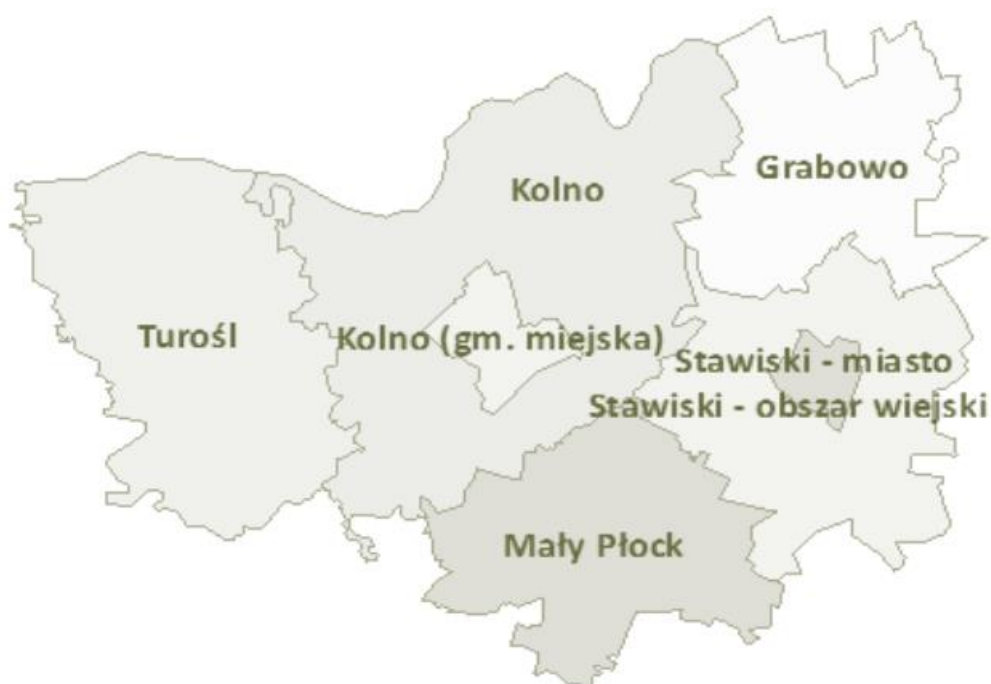 Grabowo
Kolno
Turośl
Kolno (gm. miejska)
Stawiski - miasto
Stawiski - obszar wiejski
Mały Płock